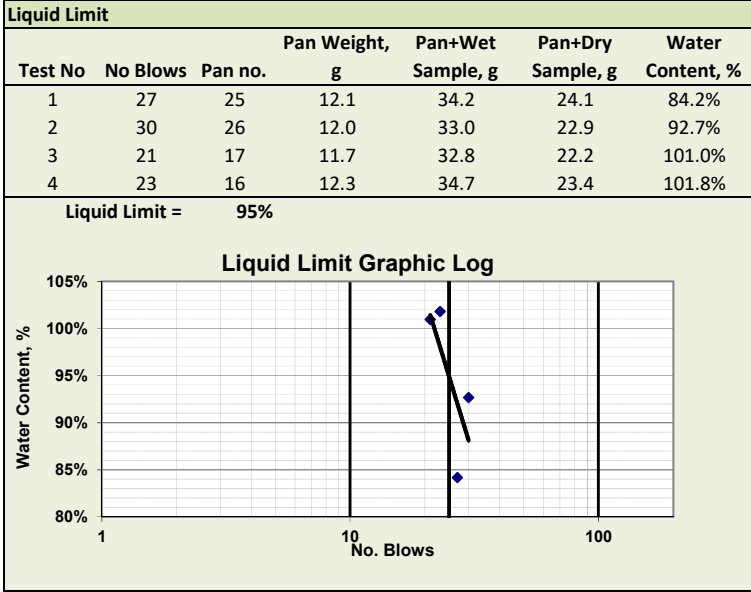 Liquid Limit
Test No No Blows Pan no. Pan Weight, g Pan+Wet Sample, g Pan+Dry Sample, g Water Content, %
1 27 25 12.1 34.2 24.1 84.2%
2 30 26 12.0 33.0 22.9 92.7%
3 21 17 11.7 32.8 22.2 101.0%
4 23 16 12.3 34.7 23.4 101.8%
Liquid Limit = 95%
Liquid Limit Graphic Log
105%
100%
95%
90%
85%
80%
Water Content, %
1 10 100
No. Blows